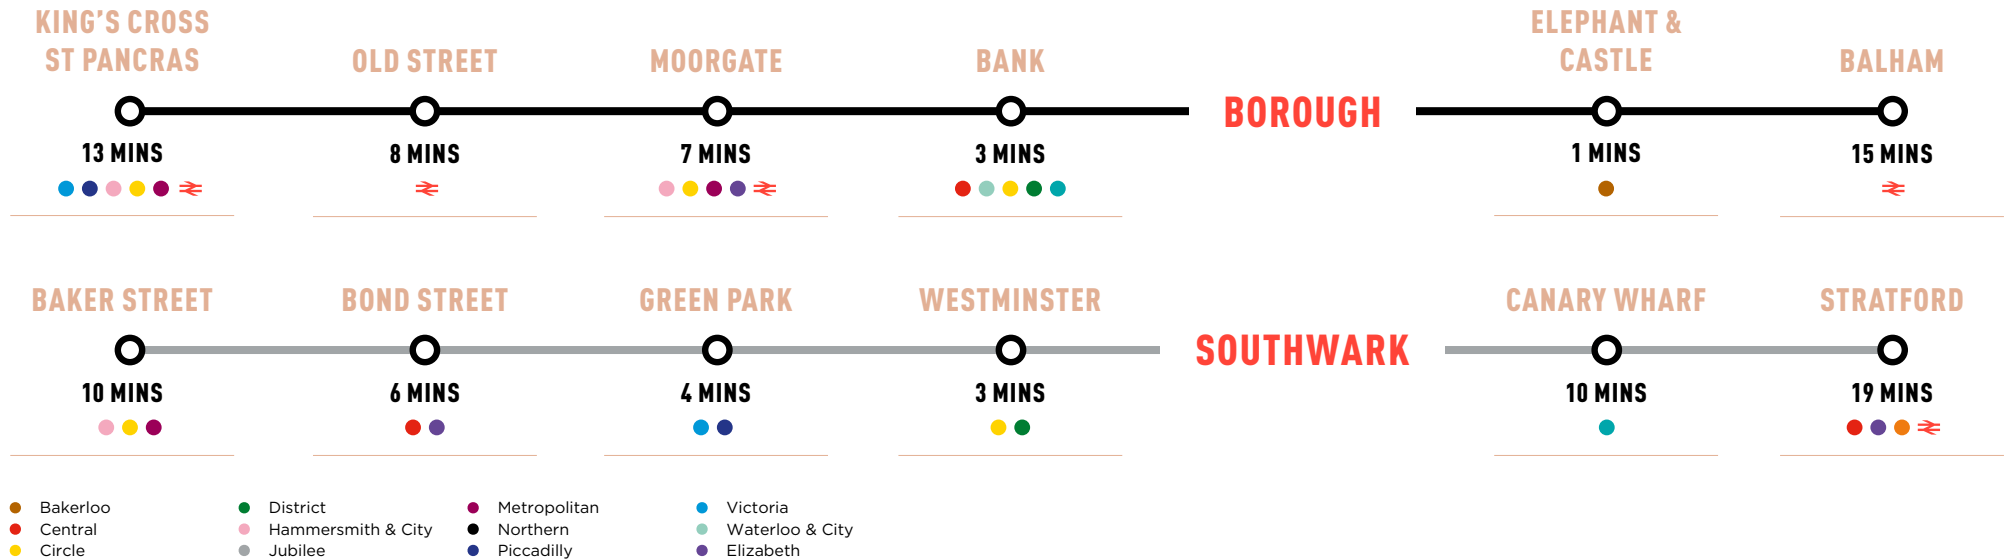 KING'S CROSS
ST PANCRAS
OLD STREET
MOORGATE
BANK
BOROUGH
ELEPHANT &
CASTLE
BALHAM
13 MINS
8 MINS
7 MINS
3 MINS
1 MINS
15 MINS
BAKER STREET
BOND STREET
GREEN PARK
WESTMINSTER
SOUTHWARK
CANARY WHARF
STRATFORD
10 MINS
6 MINS
4 MINS
3 MINS
10 MINS
19 MINS
Bakerloo
Central
Circle
District
Hammersmith & City
Jubilee
Metropolitan
Northern
Piccadilly
Victoria
Waterloo & City
Elizabeth